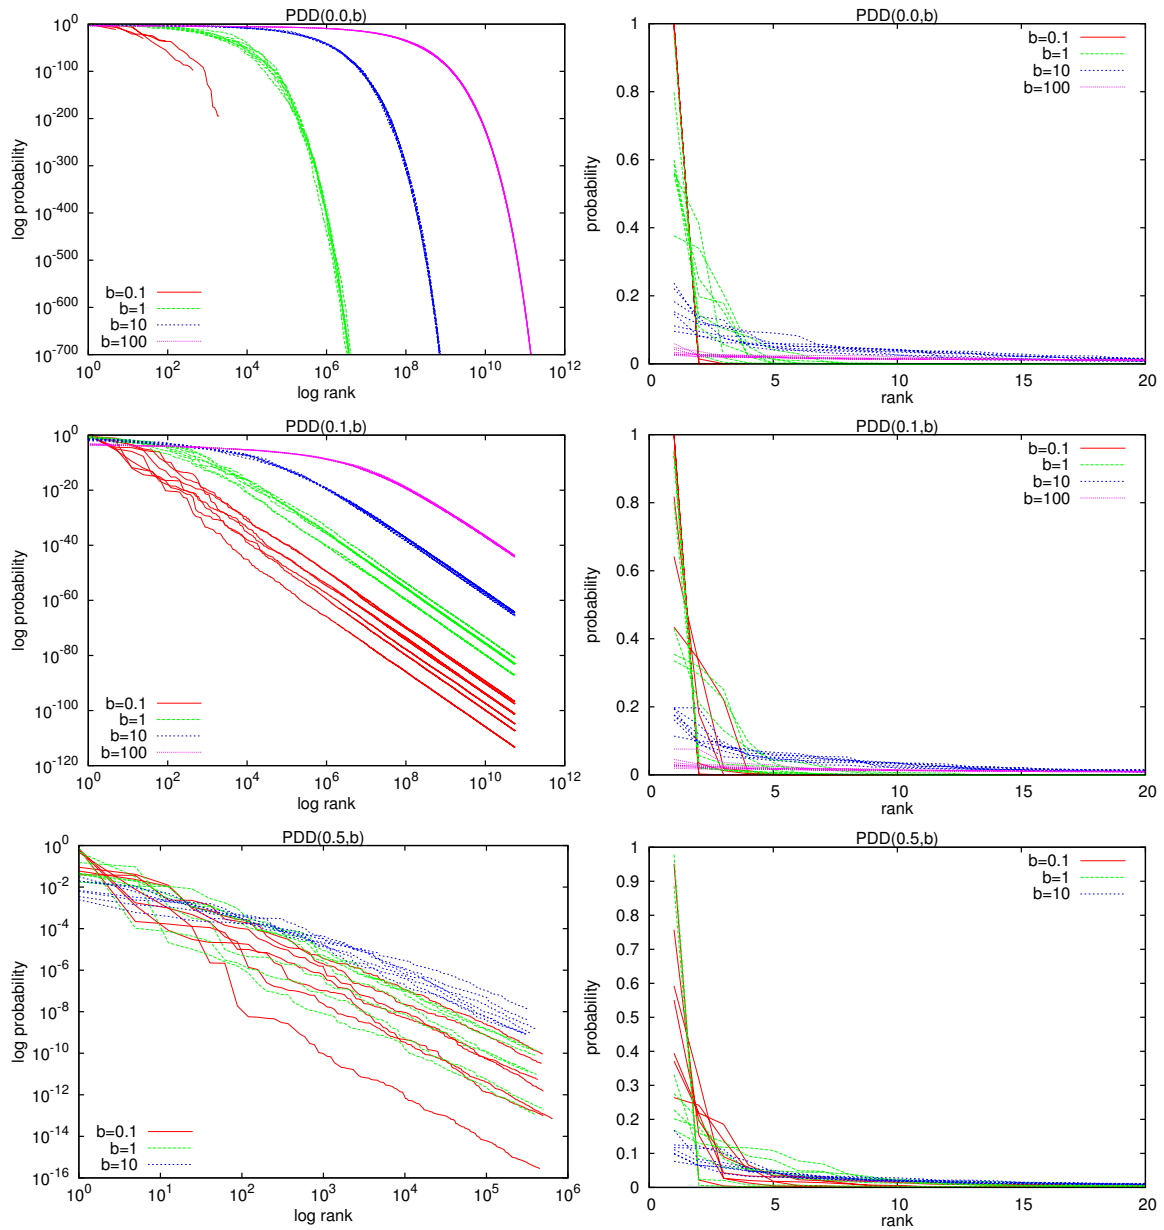 PDD(0.0,b)
10^0
10^-100
10^-200
10^-300
10^-400
10^-500
10^-600
10^-700
log probability
b=0.1
b=1
b=10
b=100
10^0 10^2 10^4 10^6 10^8 10^10 10^12
log rank
PDD(0.0,b)
1
0.8
0.6
0.4
0.2
0
probability
b=0.1
b=1
b=10
b=100
0 5 10 15 20
rank
PDD(0.1,b)
10^0
10^-20
10^-40
10^-60
10^-80
10^-100
10^-120
log probability
b=0.1
b=1
b=10
b=100
10^0 10^2 10^4 10^6 10^8 10^10 10^12
log rank
PDD(0.1,b)
1
0.8
0.6
0.4
0.2
0
probability
b=0.1
b=1
b=10
b=100
0 5 10 15 20
rank
PDD(0.5,b)
10^0
10^-2
10^-4
10^-6
10^-8
10^-10
10^-12
10^-14
10^-16
log probability
b=0.1
b=1
b=10
10^0 10^1 10^2 10^3 10^4 10^5 10^6
log rank
PDD(0.5,b)
1
0.9
0.8
0.7
0.6
0.5
0.4
0.3
0.2
0.1
0
probability
b=0.1
b=1
b=10
0 5 10 15 20
rank